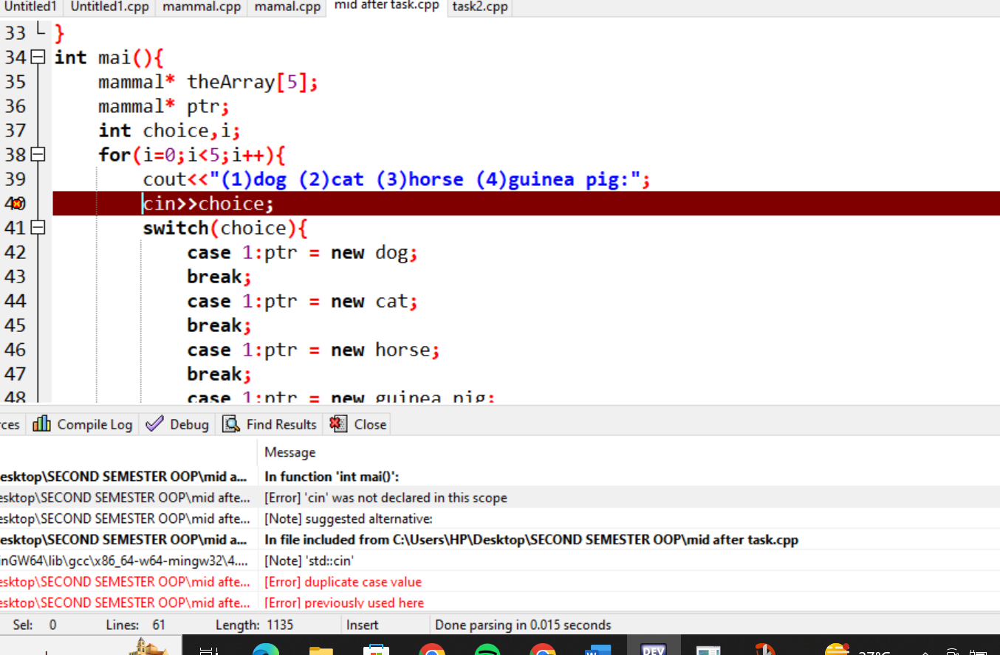 Untitled1 Untitled1.cpp mammal.cpp mamal.cpp mid after task.cpp task2.cpp
33 }
34 int mai(){
35 mammal* theArray[5];
36 mammal* ptr;
37 int choice,i;
38 for(i=0;i<5;i++){
39 cout<<"(1)dog (2)cat (3)horse (4)guinea pig:";
40 cin>>choice;
41 switch(choice){
42 case 1:ptr = new dog;
43 break;
44 case 1:ptr = new cat;
45 break;
46 case 1:ptr = new horse;
47 break;
48 case 1:ptr = new guinea pig;
rces Compile Log Debug Find Results Close
Message
esktop\SECOND SEMESTER OOP\mid a... In function 'int mai()':
esktop\SECOND SEMESTER OOP\mid afte... [Error] 'cin' was not declared in this scope
esktop\SECOND SEMESTER OOP\mid afte... [Note] suggested alternative:
esktop\SECOND SEMESTER OOP\mid a... In file included from C:\Users\HP\Desktop\SECOND SEMESTER OOP\mid after task.cpp
inGW64\lib\gcc\x86_64-w64-mingw32\4.... [Note] 'std::cin'
esktop\SECOND SEMESTER OOP\mid afte... [Error] duplicate case value
esktop\SECOND SEMESTER OOP\mid afte... [Error] previously used here
Sel: 0 Lines: 61 Length: 1135 Insert Done parsing in 0.015 seconds
DEV